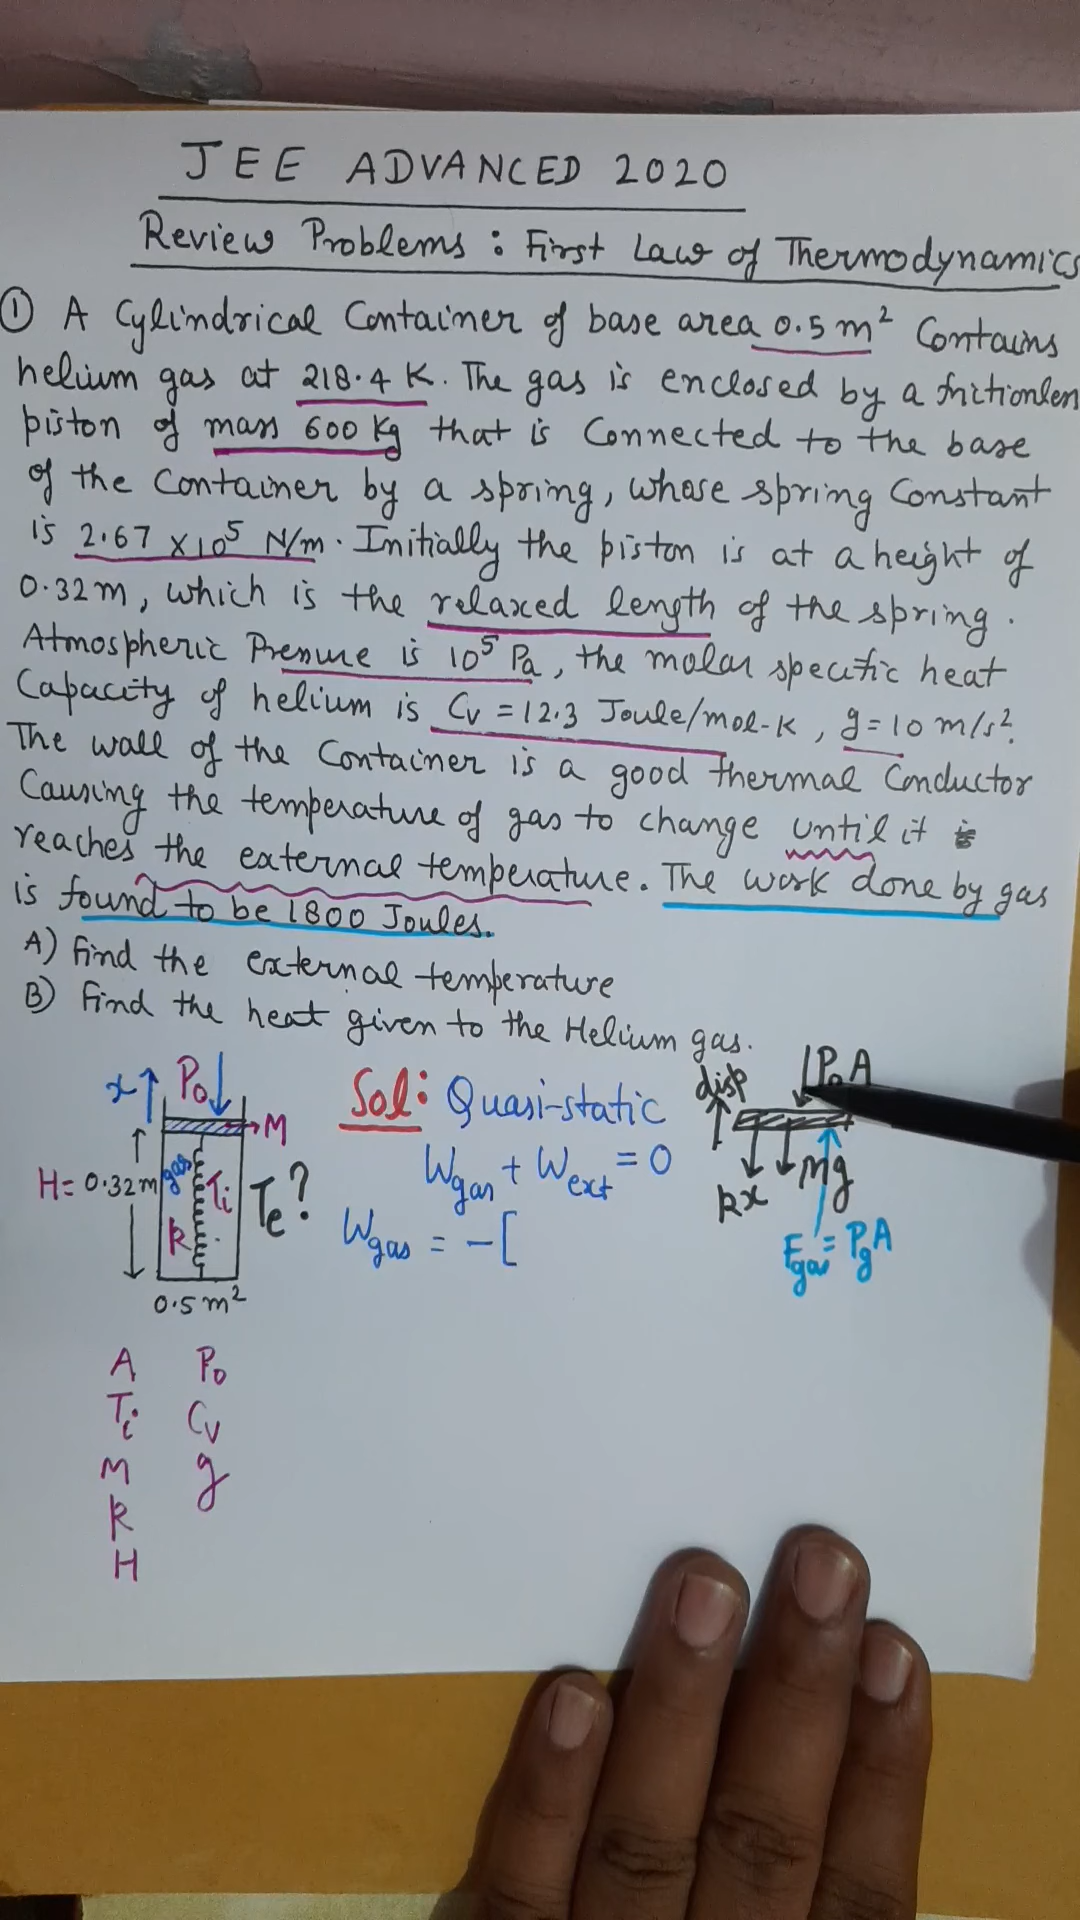 JEE ADVANCED 2020
Review Problems : First Law of Thermodynamics
① A Cylindrical Container of base area 0.5 m² Contains
helium gas at 218.4 K. The gas is enclosed by a frictionless
piston of mass 600 Kg that is Connected to the base
of the Container by a spring, whose spring Constant
is 2.67 ×10⁵ N/m. Initially the piston is at a height of
0.32m, which is the relaxed length of the spring.
Atmospheric Pressure is 10⁵ Pa, the molar specific heat
Capacity of helium is Cv = 12.3 Joule/mol-K, g = 10 m/s².
The wall of the Container is a good thermal Conductor
Causing the temperature of gas to change until it
reaches the external temperature. The work done by gas
is found to be 1800 Joules.
A) Find the external temperature
B) Find the heat given to the Helium gas.
x P₀ M
H = 0.32m gas Ti k Te ?
0.5 m²
Sol: Quasi-static
Wgas + Wext = 0
Wgas = -[
disp P₀A
kx Mg
Fgas = PgA
A P₀
Ti Cv
M g
k
H